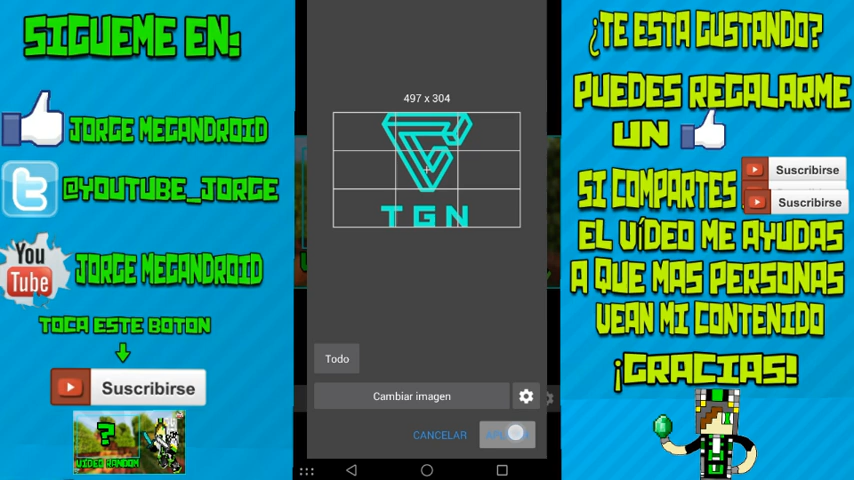 SIGUEME EN:
JORGE MEGANDROID
@YOUTUBE_JORGE
You
Tube
JORGE MEGANDROID
TOCA ESTE BOTON
Suscribirse
?
VIDEO RANDOM
497 x 304
TGN
Todo
Cambiar imagen
CANCELAR
¿TE ESTA GUSTANDO?
PUEDES REGALARME
UN
SI COMPARTES
Suscribirse
Suscribirse
EL VÍDEO ME AYUDAS
A QUE MAS PERSONAS
VEAN MI CONTENIDO
¡GRACIAS!